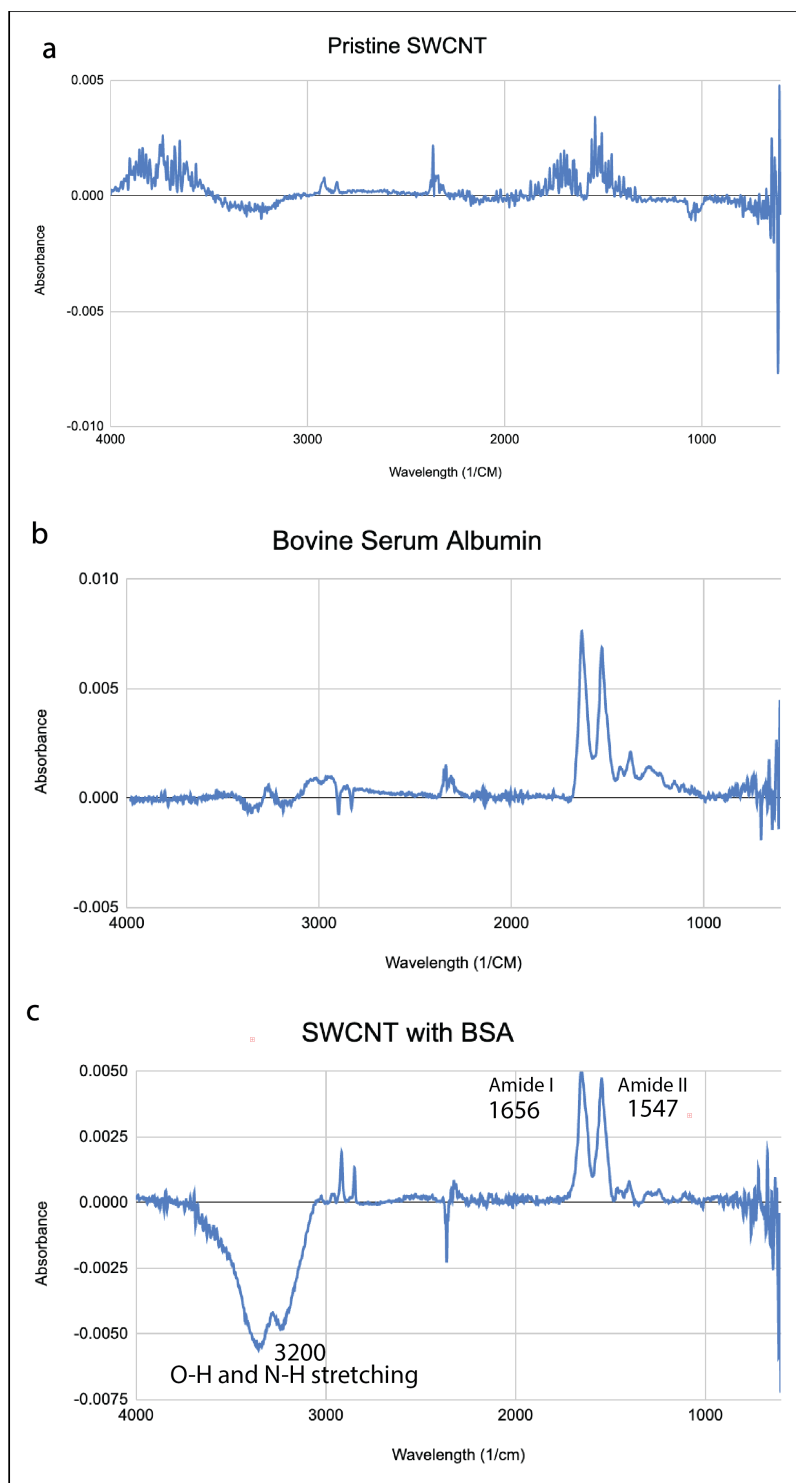 a
Pristine SWCNT
0.005
0.000
-0.005
-0.010
Absorbance
4000 3000 2000 1000
Wavelength (1/CM)
b
Bovine Serum Albumin
0.010
0.005
0.000
-0.005
Absorbance
4000 3000 2000 1000
Wavelength (1/CM)
c
SWCNT with BSA
0.0050
0.0025
0.0000
-0.0025
-0.0050
-0.0075
Absorbance
Amide I Amide II
1656 1547
3200
O-H and N-H stretching
4000 3000 2000 1000
Wavelength (1/cm)